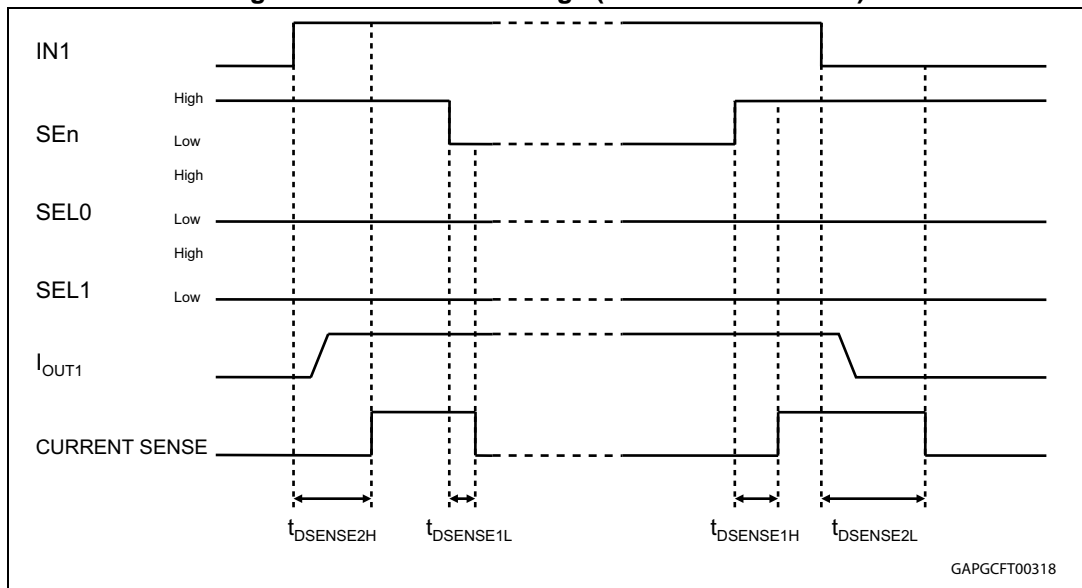 IN1
High
SEn
Low
High
SEL0
Low
High
SEL1
Low
IOUT1
CURRENT SENSE
tDSENSE2H tDSENSE1L tDSENSE1H tDSENSE2L
GAPGCFT00318